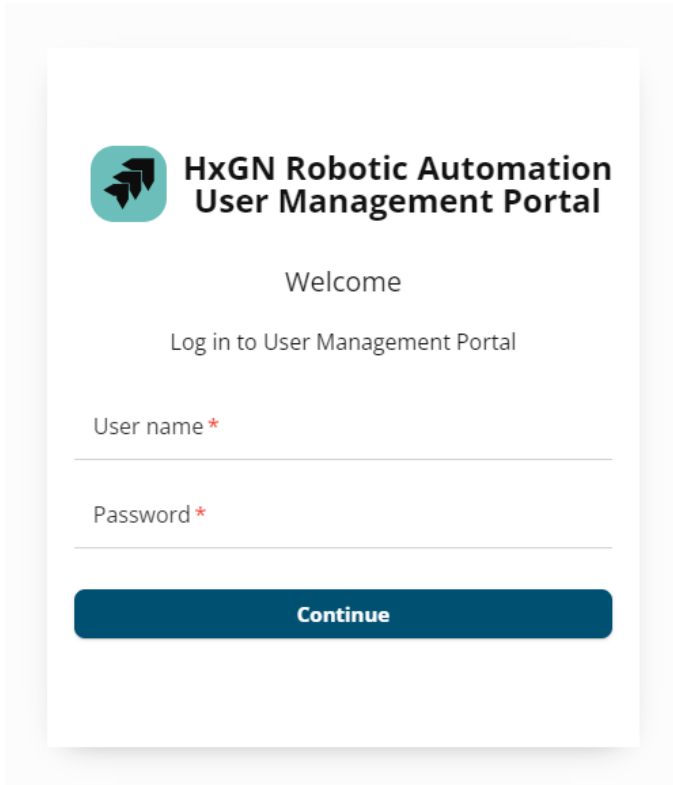 HxGN Robotic Automation
User Management Portal
Welcome
Log in to User Management Portal
User name *
Password *
Continue